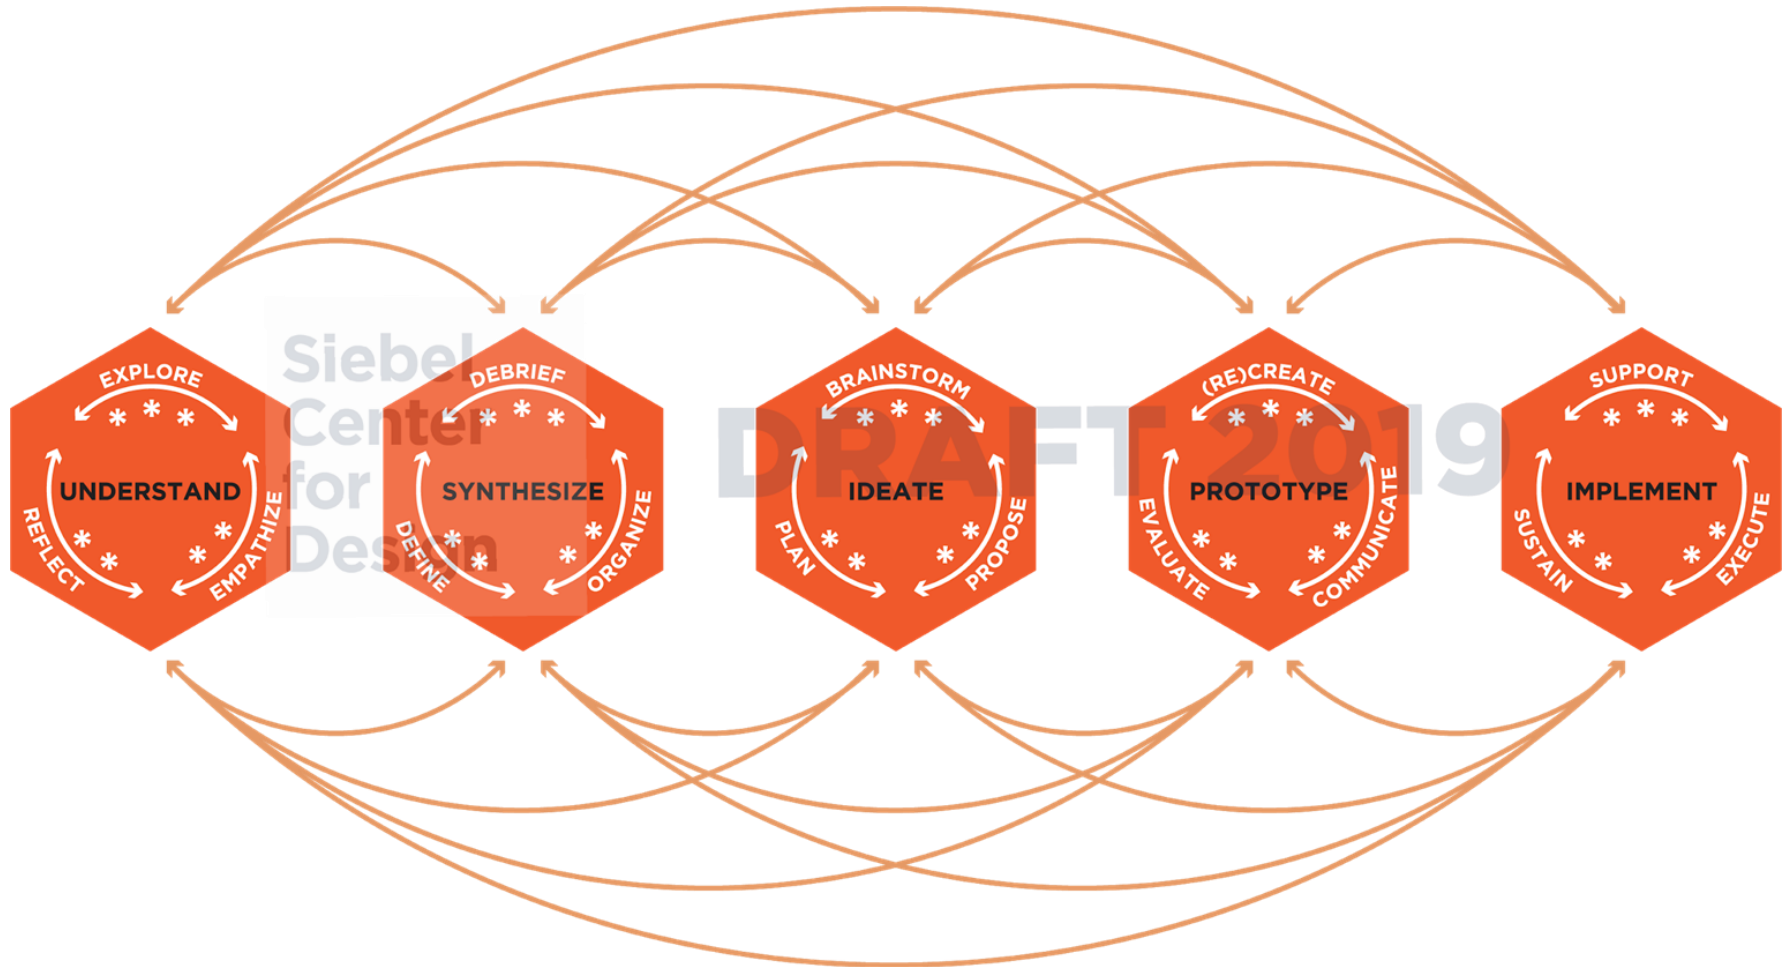 EXPLORE
UNDERSTAND
REFLECT
EMPATHIZE
Siebel
Center
for
Design
DEBRIEF
SYNTHESIZE
DEFINE
ORGANIZE
BRAINSTORM
IDEATE
PLAN
PROPOSE
DRAFT 2019
(RE)CREATE
PROTOTYPE
EVALUATE
COMMUNICATE
SUPPORT
IMPLEMENT
SUSTAIN
EXECUTE